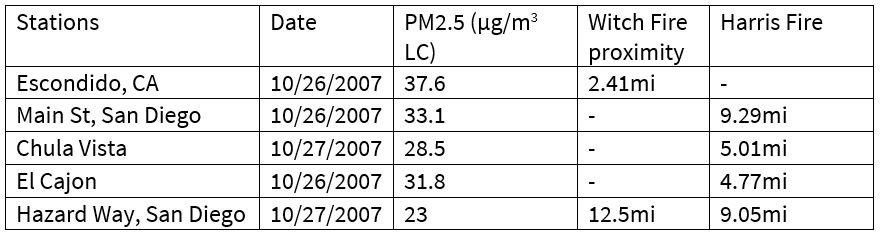 Stations Date PM2.5 (µg/m³ LC) Witch Fire proximity Harris Fire
Escondido, CA 10/26/2007 37.6 2.41mi -
Main St, San Diego 10/26/2007 33.1 - 9.29mi
Chula Vista 10/27/2007 28.5 - 5.01mi
El Cajon 10/26/2007 31.8 - 4.77mi
Hazard Way, San Diego 10/27/2007 23 12.5mi 9.05mi